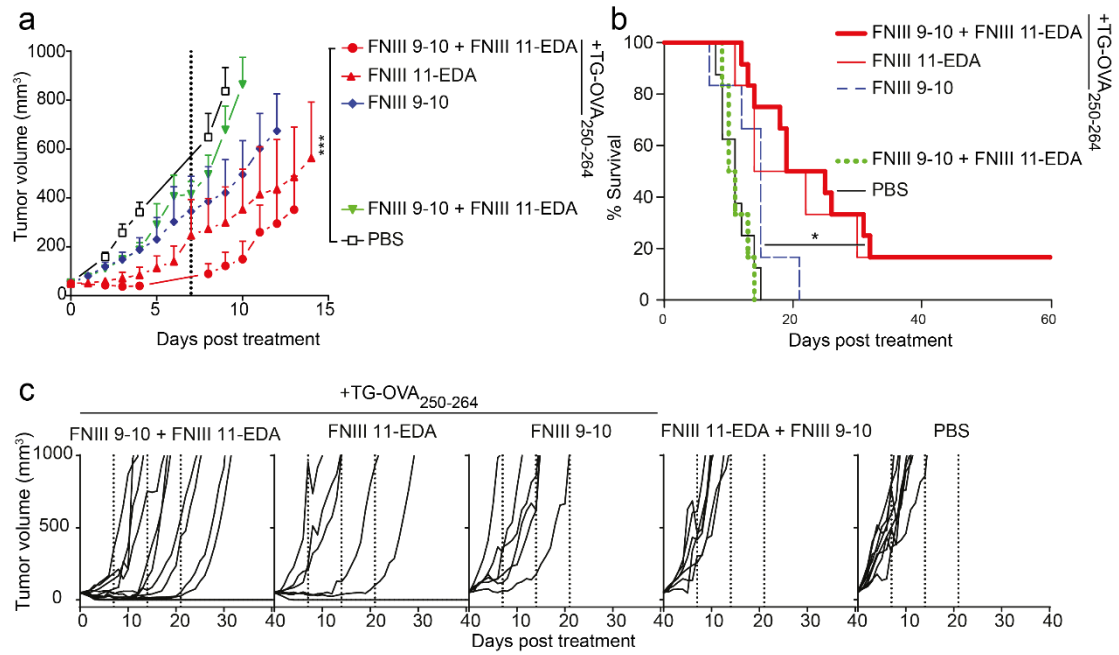 a
Tumor volume (mm³)
1000
800
600
400
200
0
0
5
10
15
Days post treatment
FNIII 9-10 + FNIII 11-EDA
FNIII 11-EDA
FNIII 9-10
+TG-OVA250-264
***
FNIII 9-10 + FNIII 11-EDA
PBS
b
% Survival
100
80
60
40
20
0
0
20
40
60
Days post treatment
*
FNIII 9-10 + FNIII 11-EDA
FNIII 11-EDA
FNIII 9-10
+TG-OVA250-264
FNIII 9-10 + FNIII 11-EDA
PBS
c
+TG-OVA250-264
FNIII 9-10 + FNIII 11-EDA
FNIII 11-EDA
FNIII 9-10
FNIII 11-EDA + FNIII 9-10
PBS
Tumor volume (mm³)
1000
500
0
0 10 20 30 40 10 20 30 40 10 20 30 40 10 20 30 40 10 20 30 40
Days post treatment